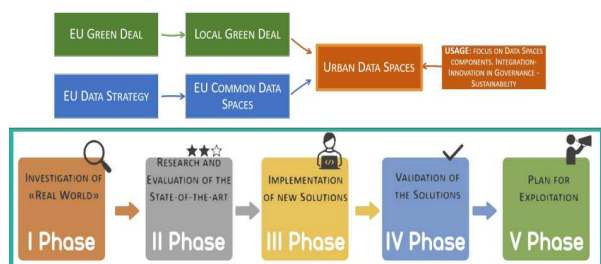 EU GREEN DEAL
LOCAL GREEN DEAL
URBAN DATA SPACES
USAGE: FOCUS ON DATA SPACES
COMPONENTS. INTEGRATION-
INNOVATION IN GOVERNANCE -
SUSTAINABILITY
EU DATA STRATEGY
EU COMMON DATA
SPACES
INVESTIGATION OF
«REAL WORLD»
I Phase
RESEARCH AND
EVALUATION OF THE
STATE-OF-THE-ART
II Phase
IMPLEMENTATION
OF NEW SOLUTIONS
III Phase
VALIDATION OF
THE SOLUTIONS
IV Phase
PLAN FOR
EXPLOITATION
V Phase